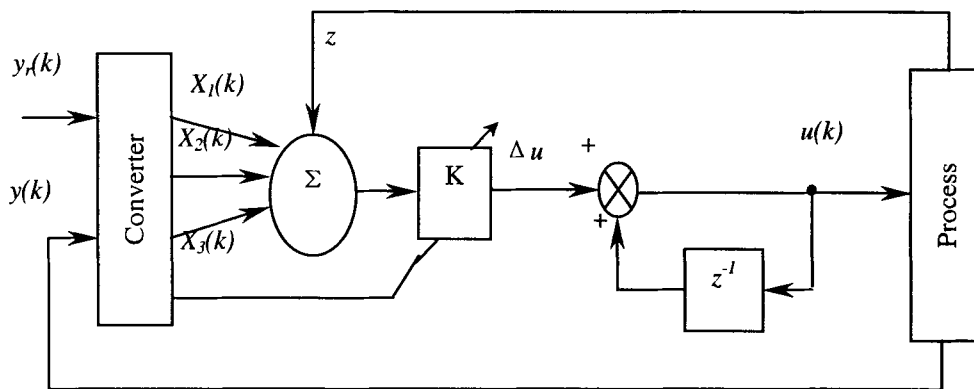 z
y_r(k)
X_1(k)
X_2(k)
Σ
K
Δ u
+
u(k)
y(k)
Converter
X_3(k)
+
z^{-1}
Process